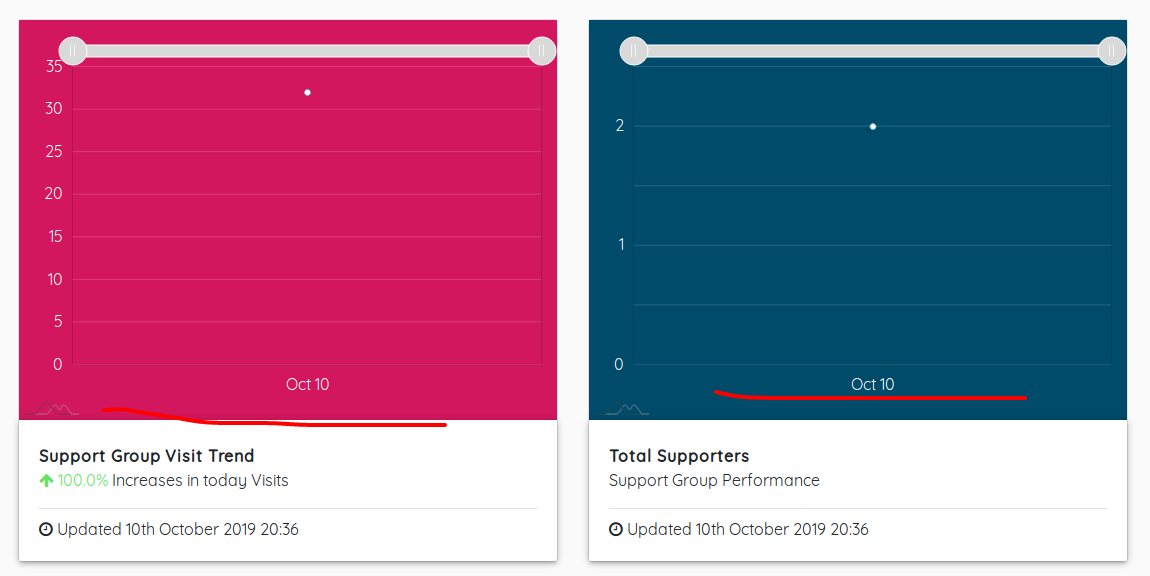 35
30
25
20
15
10
5
0
Oct 10
Support Group Visit Trend
100.0% Increases in today Visits
Updated 10th October 2019 20:36
2
1
0
Oct 10
Total Supporters
Support Group Performance
Updated 10th October 2019 20:36